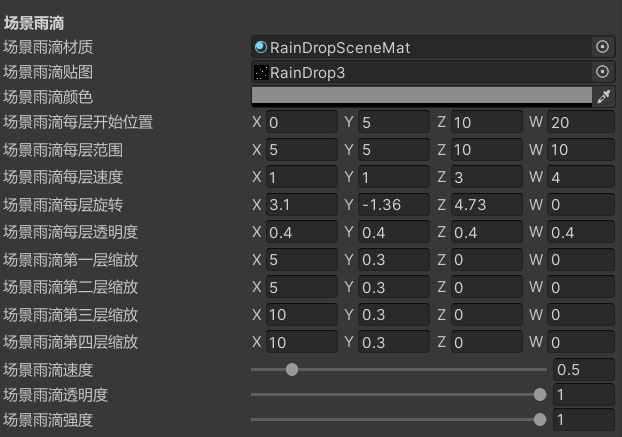 场景雨滴
场景雨滴材质 RainDropSceneMat
场景雨滴贴图 RainDrop3
场景雨滴颜色
场景雨滴每层开始位置 X 0 Y 5 Z 10 W 20
场景雨滴每层范围 X 5 Y 5 Z 10 W 10
场景雨滴每层速度 X 1 Y 1 Z 3 W 4
场景雨滴每层旋转 X 3.1 Y -1.36 Z 4.73 W 0
场景雨滴每层透明度 X 0.4 Y 0.4 Z 0.4 W 0.4
场景雨滴第一层缩放 X 5 Y 0.3 Z 0 W 0
场景雨滴第二层缩放 X 5 Y 0.3 Z 0 W 0
场景雨滴第三层缩放 X 10 Y 0.3 Z 0 W 0
场景雨滴第四层缩放 X 10 Y 0.3 Z 0 W 0
场景雨滴速度 0.5
场景雨滴透明度 1
场景雨滴强度 1